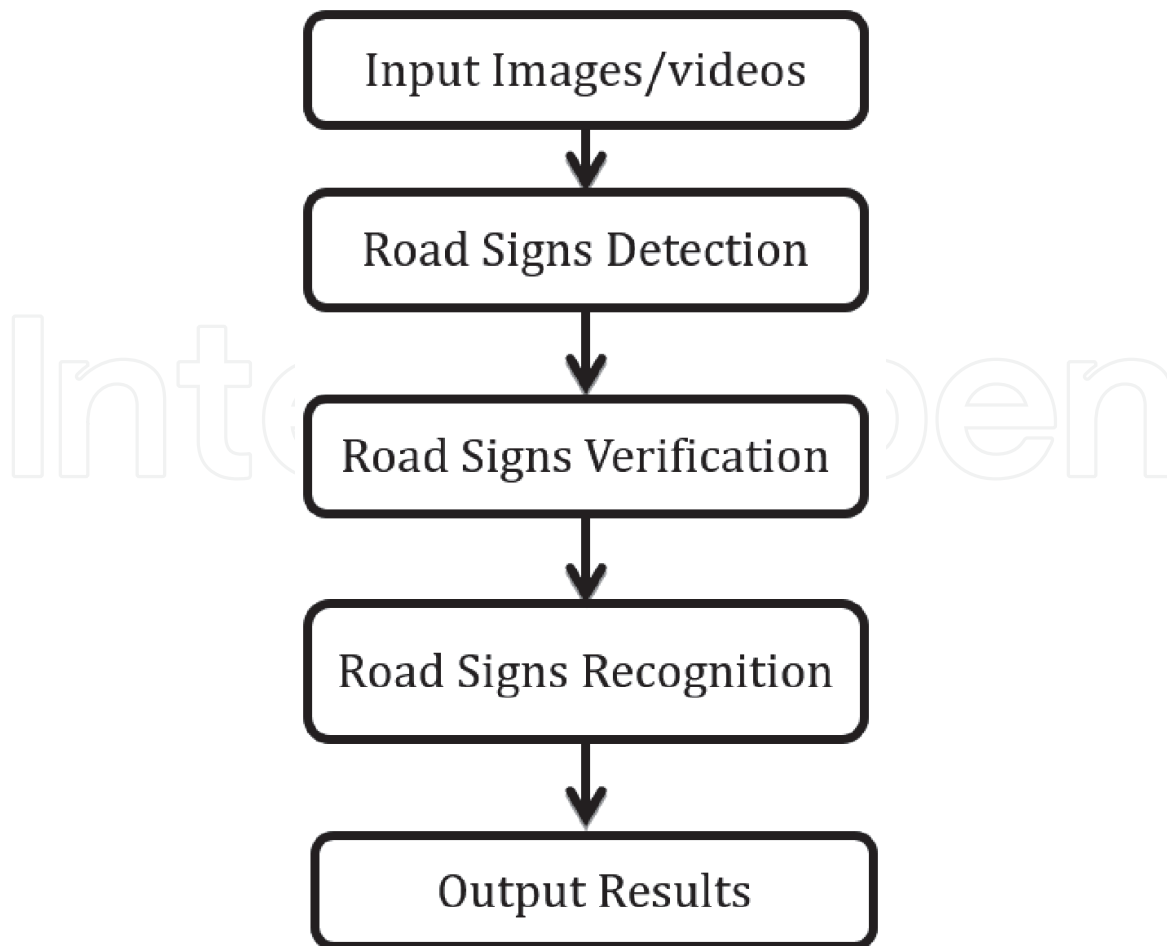 Input Images/videos
Road Signs Detection
Road Signs Verification
Road Signs Recognition
Output Results